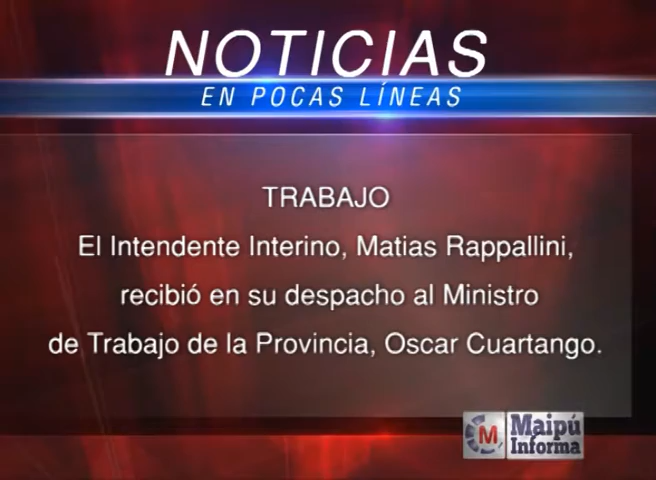 NOTICIAS
EN POCAS LÍNEAS
TRABAJO
El Intendente Interino, Matias Rappallini,
recibió en su despacho al Ministro
de Trabajo de la Provincia, Oscar Cuartango.
M Maipú
Informa